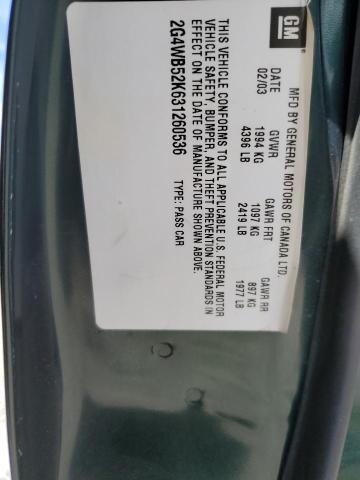 GM
MFD BY GENERAL MOTORS OF CANADA LTD.
DATE GVWR GAWR FRT GAWR RR
02/03 1994 KG 1097 KG 897 KG
4396 LB 2419 LB 1977 LB
THIS VEHICLE CONFORMS TO ALL APPLICABLE U.S. FEDERAL MOTOR
VEHICLE SAFETY, BUMPER, AND THEFT PREVENTION STANDARDS IN
EFFECT ON THE DATE OF MANUFACTURE SHOWN ABOVE.
2G4WB52K631260536 TYPE: PASS CAR